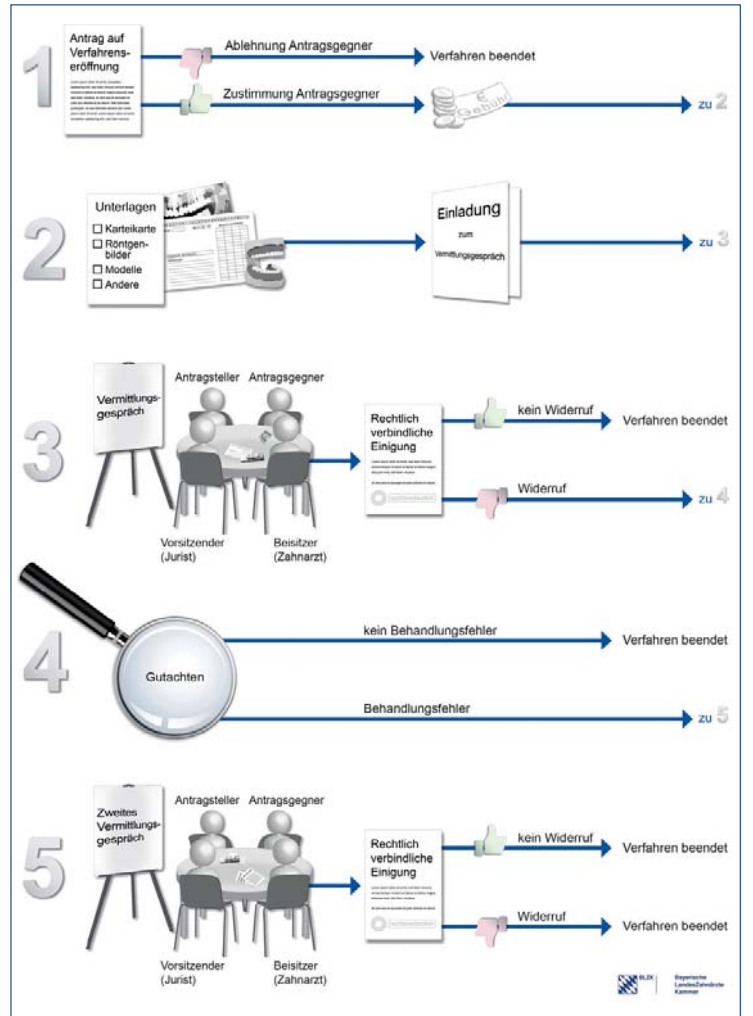 1
Antrag auf
Verfahrens-
eröffnung
Ablehnung Antragsgegner
Verfahren beendet
Zustimmung Antragsgegner
Gebühr
zu 2
2
Unterlagen
Karteikarte
Röntgen-
bilder
Modelle
Andere
Einladung
zum
Vermittlungsgespräch
zu 3
3
Vermittlungs-
gespräch
Antragsteller
Antragsgegner
Vorsitzender
(Jurist)
Beisitzer
(Zahnarzt)
Rechtlich
verbindliche
Einigung
kein Widerruf
Verfahren beendet
Widerruf
zu 4
4
Gutachten
kein Behandlungsfehler
Verfahren beendet
Behandlungsfehler
zu 5
5
Zweites
Vermittlungs-
gespräch
Antragsteller
Antragsgegner
Vorsitzender
(Jurist)
Beisitzer
(Zahnarzt)
Rechtlich
verbindliche
Einigung
kein Widerruf
Verfahren beendet
Widerruf
Verfahren beendet
BLZK
Bayerische
LandesZahnärzte
Kammer